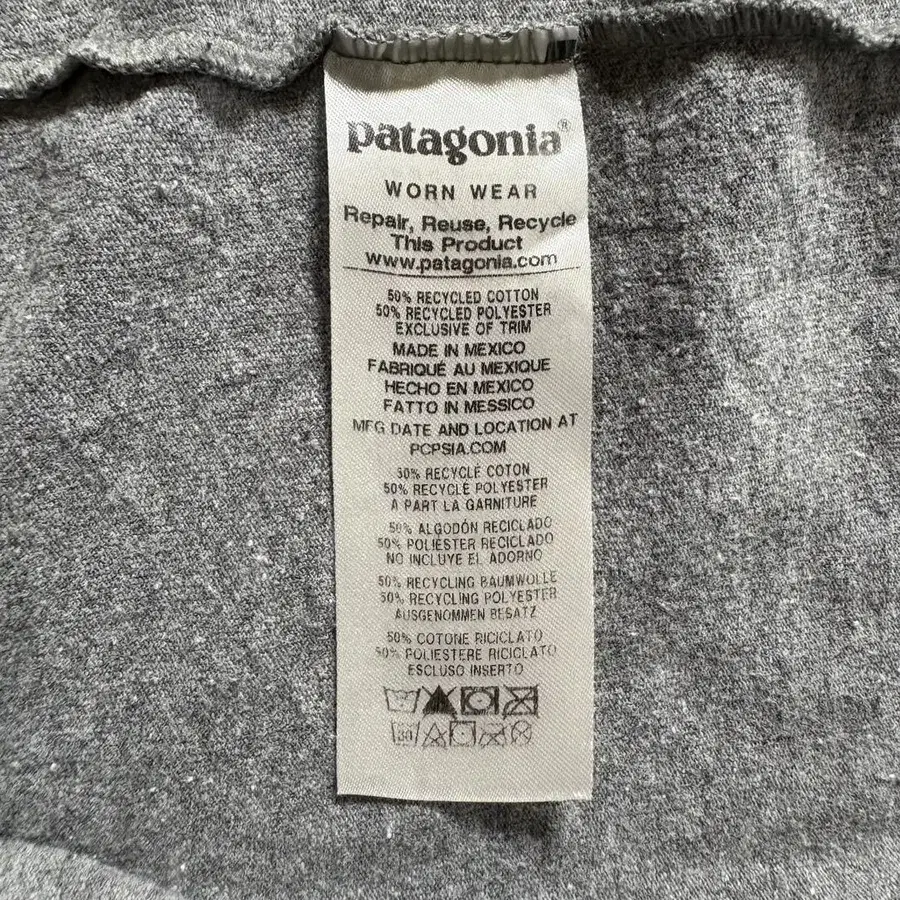 patagonia®
WORN WEAR
Repair, Reuse, Recycle
This Product
www.patagonia.com
50% RECYCLED COTTON
50% RECYCLED POLYESTER
EXCLUSIVE OF TRIM
MADE IN MEXICO
FABRIQUÉ AU MEXIQUE
HECHO EN MEXICO
FATTO IN MESSICO
MFG DATE AND LOCATION AT
PCPSIA.COM
50% RECYCLÉ COTON
50% RECYCLÉ POLYESTER
A PART LA GARNITURE
50% ALGODÓN RECICLADO
50% POLIÉSTER RECICLADO
NO INCLUYE EL ADORNO
50% RECYCLING BAUMWOLLE
50% RECYCLING POLYESTER
AUSGENOMMEN BESATZ
50% COTONE RICICLATO
50% POLIESTERE RICICLATO
ESCLUSO INSERTO
30